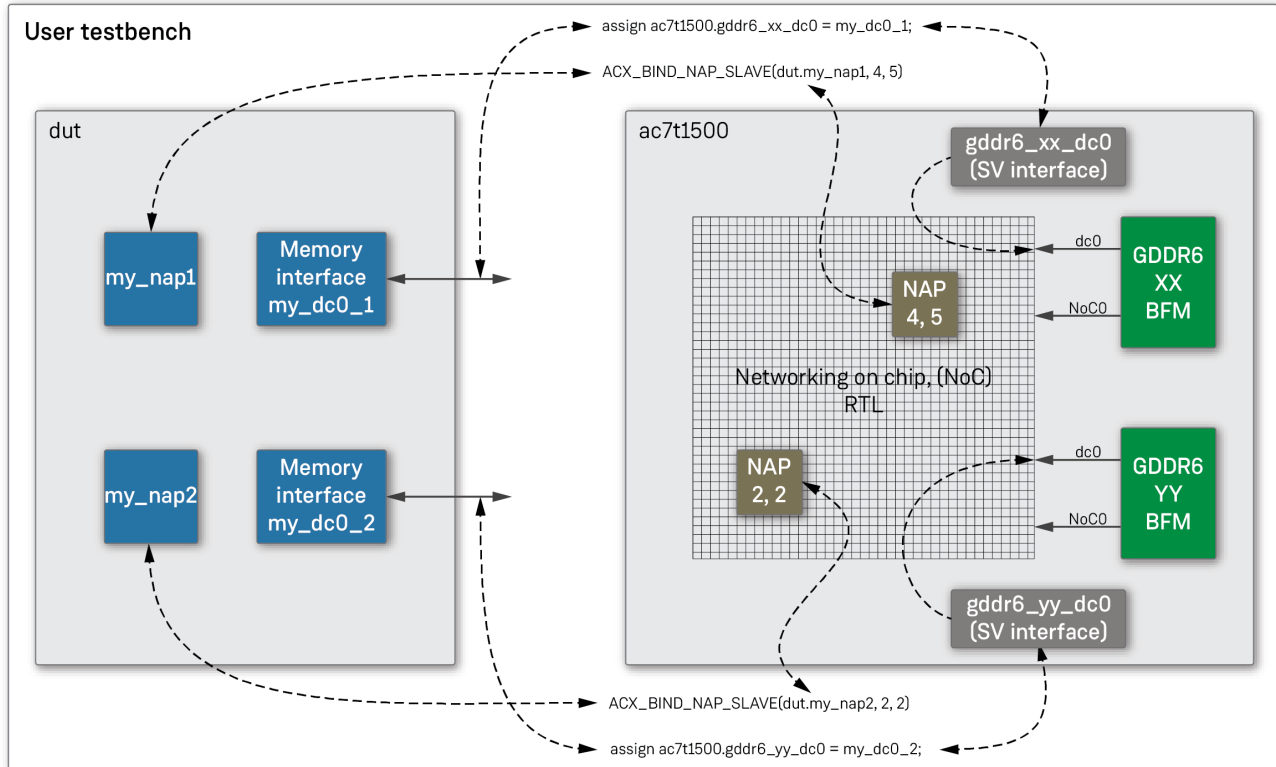 User testbench
assign ac7t1500.gddr6_xx_dc0 = my_dc0_1;
ACX_BIND_NAP_SLAVE(dut.my_nap1, 4, 5)
dut
my_nap1
Memory
interface
my_dc0_1
my_nap2
Memory
interface
my_dc0_2
ac7t1500
gddr6_xx_dc0
(SV interface)
dc0
NoC0
GDDR6
XX
BFM
NAP
4, 5
Networking on chip, (NoC)
RTL
NAP
2, 2
dc0
NoC0
GDDR6
YY
BFM
gddr6_yy_dc0
(SV interface)
ACX_BIND_NAP_SLAVE(dut.my_nap2, 2, 2)
assign ac7t1500.gddr6_yy_dc0 = my_dc0_2;